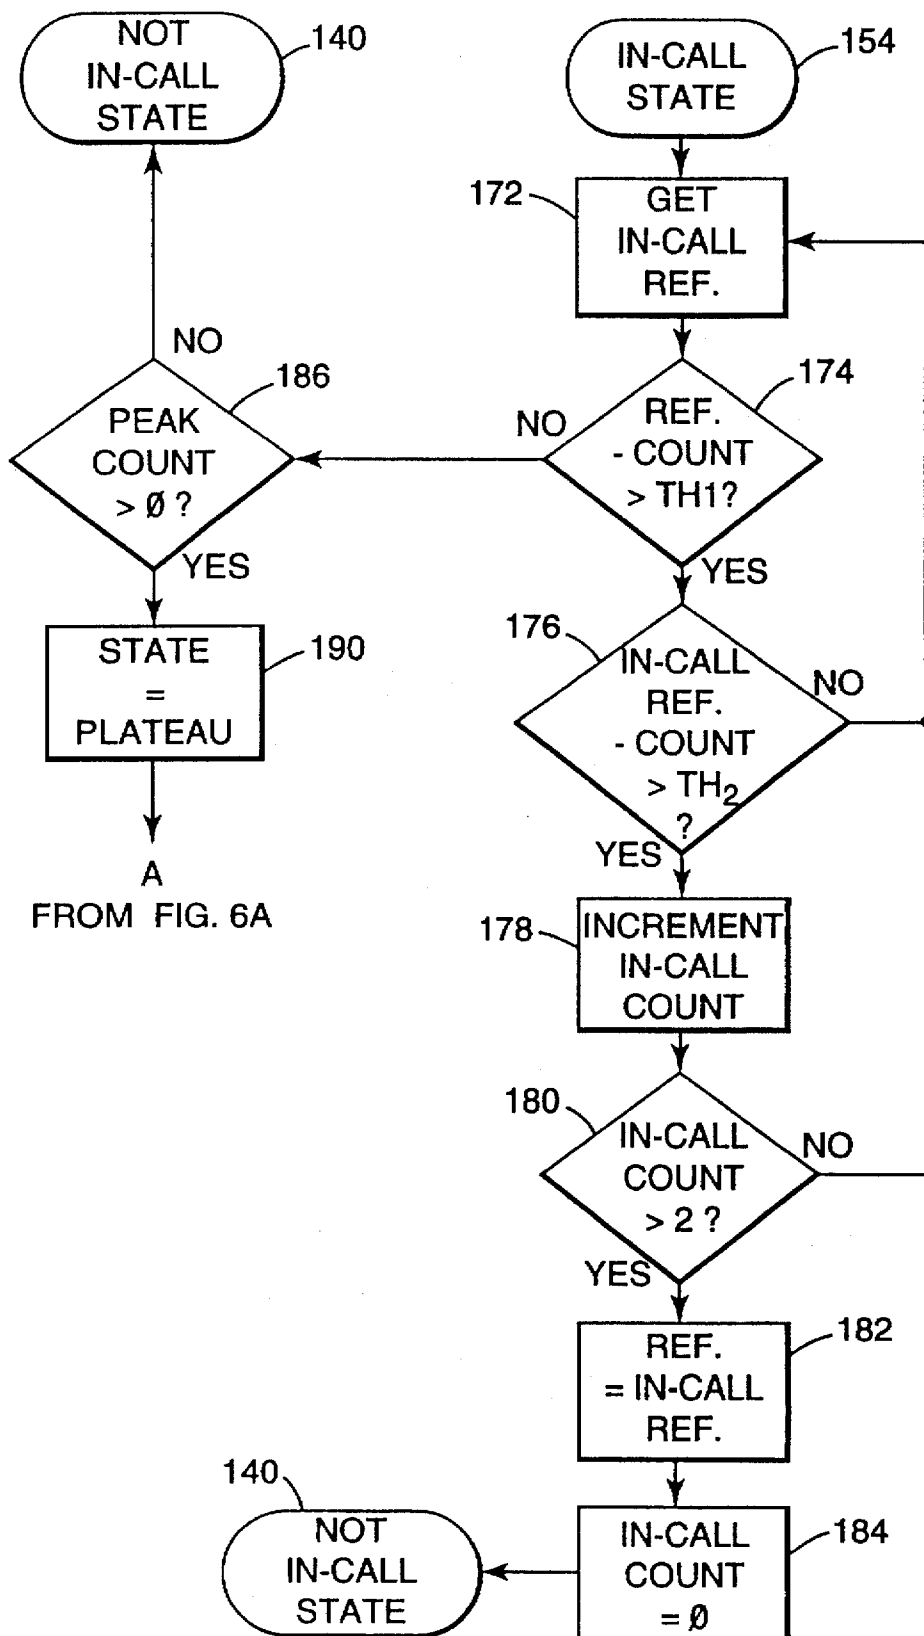 NOT
IN-CALL
STATE
140
IN-CALL
STATE
154
172
GET
IN-CALL
REF.
NO
186
PEAK
COUNT
> Ø ?
YES
NO
174
REF.
- COUNT
> TH1?
YES
STATE
=
PLATEAU
190
A
FROM FIG. 6A
176
IN-CALL
REF.
- COUNT
> TH₂
?
NO
YES
178
INCREMENT
IN-CALL
COUNT
180
IN-CALL
COUNT
> 2 ?
NO
YES
REF.
= IN-CALL
REF.
182
140
NOT
IN-CALL
STATE
IN-CALL
COUNT
= Ø
184